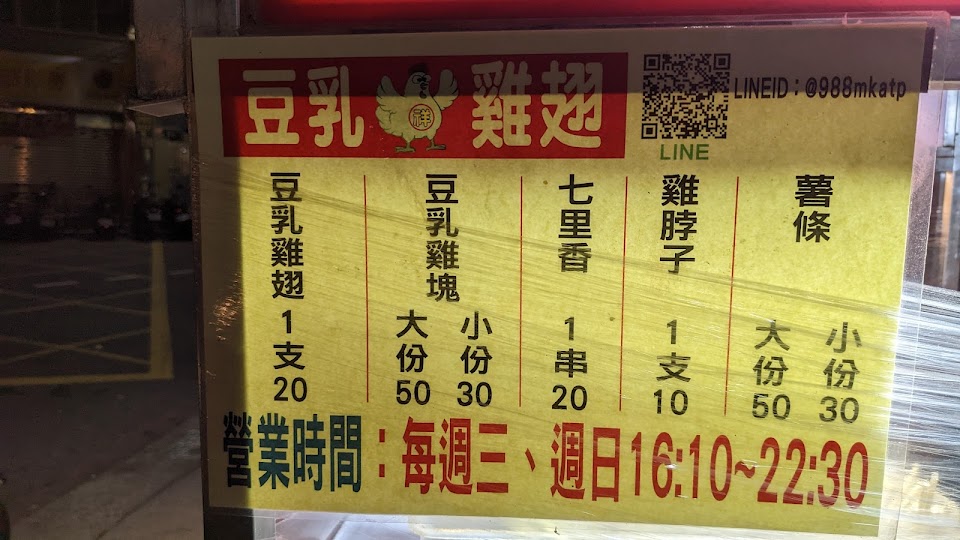 豆乳 祥 雞翅
LINEID：@988mkatp
LINE
豆乳雞翅
1支
20
豆乳雞塊
大份
50
小份
30
七里香
1串
20
雞脖子
1支
10
薯條
大份
50
小份
30
營業時間：每週三、週日16:10~22:30